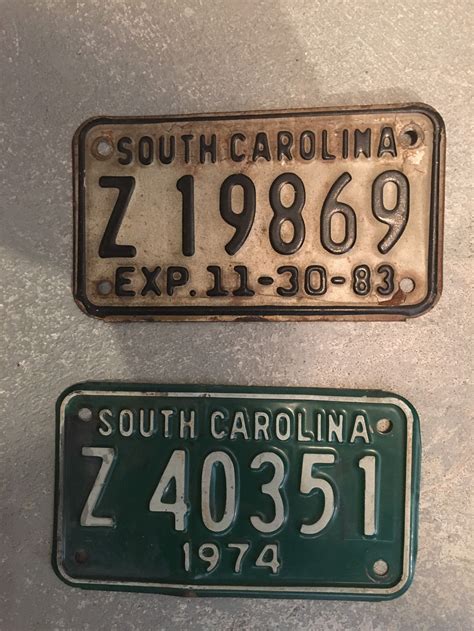 SOUTH CAROLINA
Z 19869
EXP. 11-30-83
SOUTH CAROLINA
Z 40351
1974